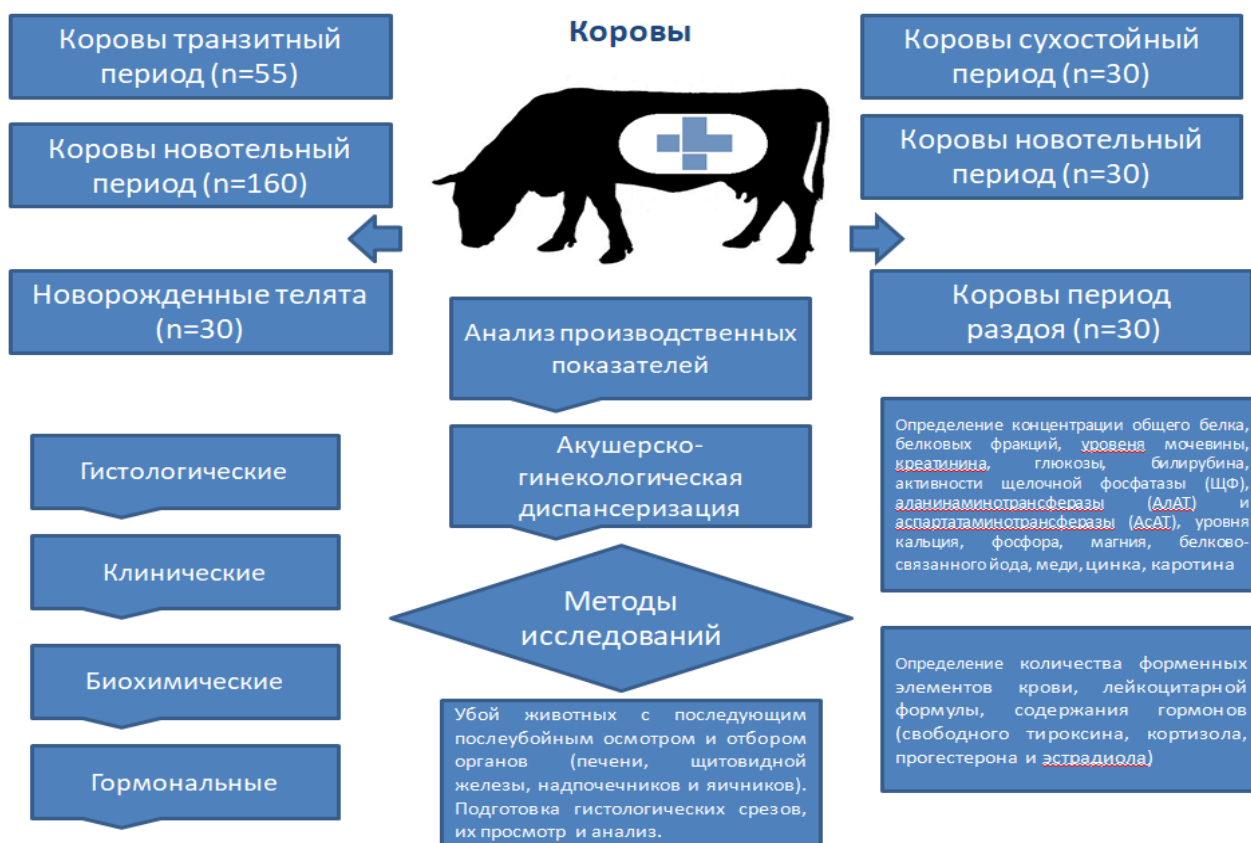 Коровы
Коровы транзитный
период (n=55)
Коровы новотельный
период (n=160)
Новорожденные телята
(n=30)
Коровы сухостойный
период (n=30)
Коровы новотельный
период (n=30)
Коровы период
раздоя (n=30)
Анализ производственных
показателей
Акушерско-
гинекологическая
диспансеризация
Методы
исследований
Гистологические
Клинические
Биохимические
Гормональные
Убой животных с последующим
послеубойным осмотром и отбором
органов (печени, щитовидной
железы, надпочечников и яичников).
Подготовка гистологических срезов,
их просмотр и анализ.
Определение концентрации общего белка,
белковых фракций, уровеня мочевины,
креатинина, глюкозы, билирубина,
активности щелочной фосфатазы (ЩФ),
аланинаминотрансферазы (АлАТ) и
аспартатаминотрансферазы (АсАТ), уровня
кальция, фосфора, магния, белково-
связанного йода, меди, цинка, каротина
Определение количества форменных
элементов крови, лейкоцитарной
формулы, содержания гормонов
(свободного тироксина, кортизола,
прогестерона и эстрадиола)